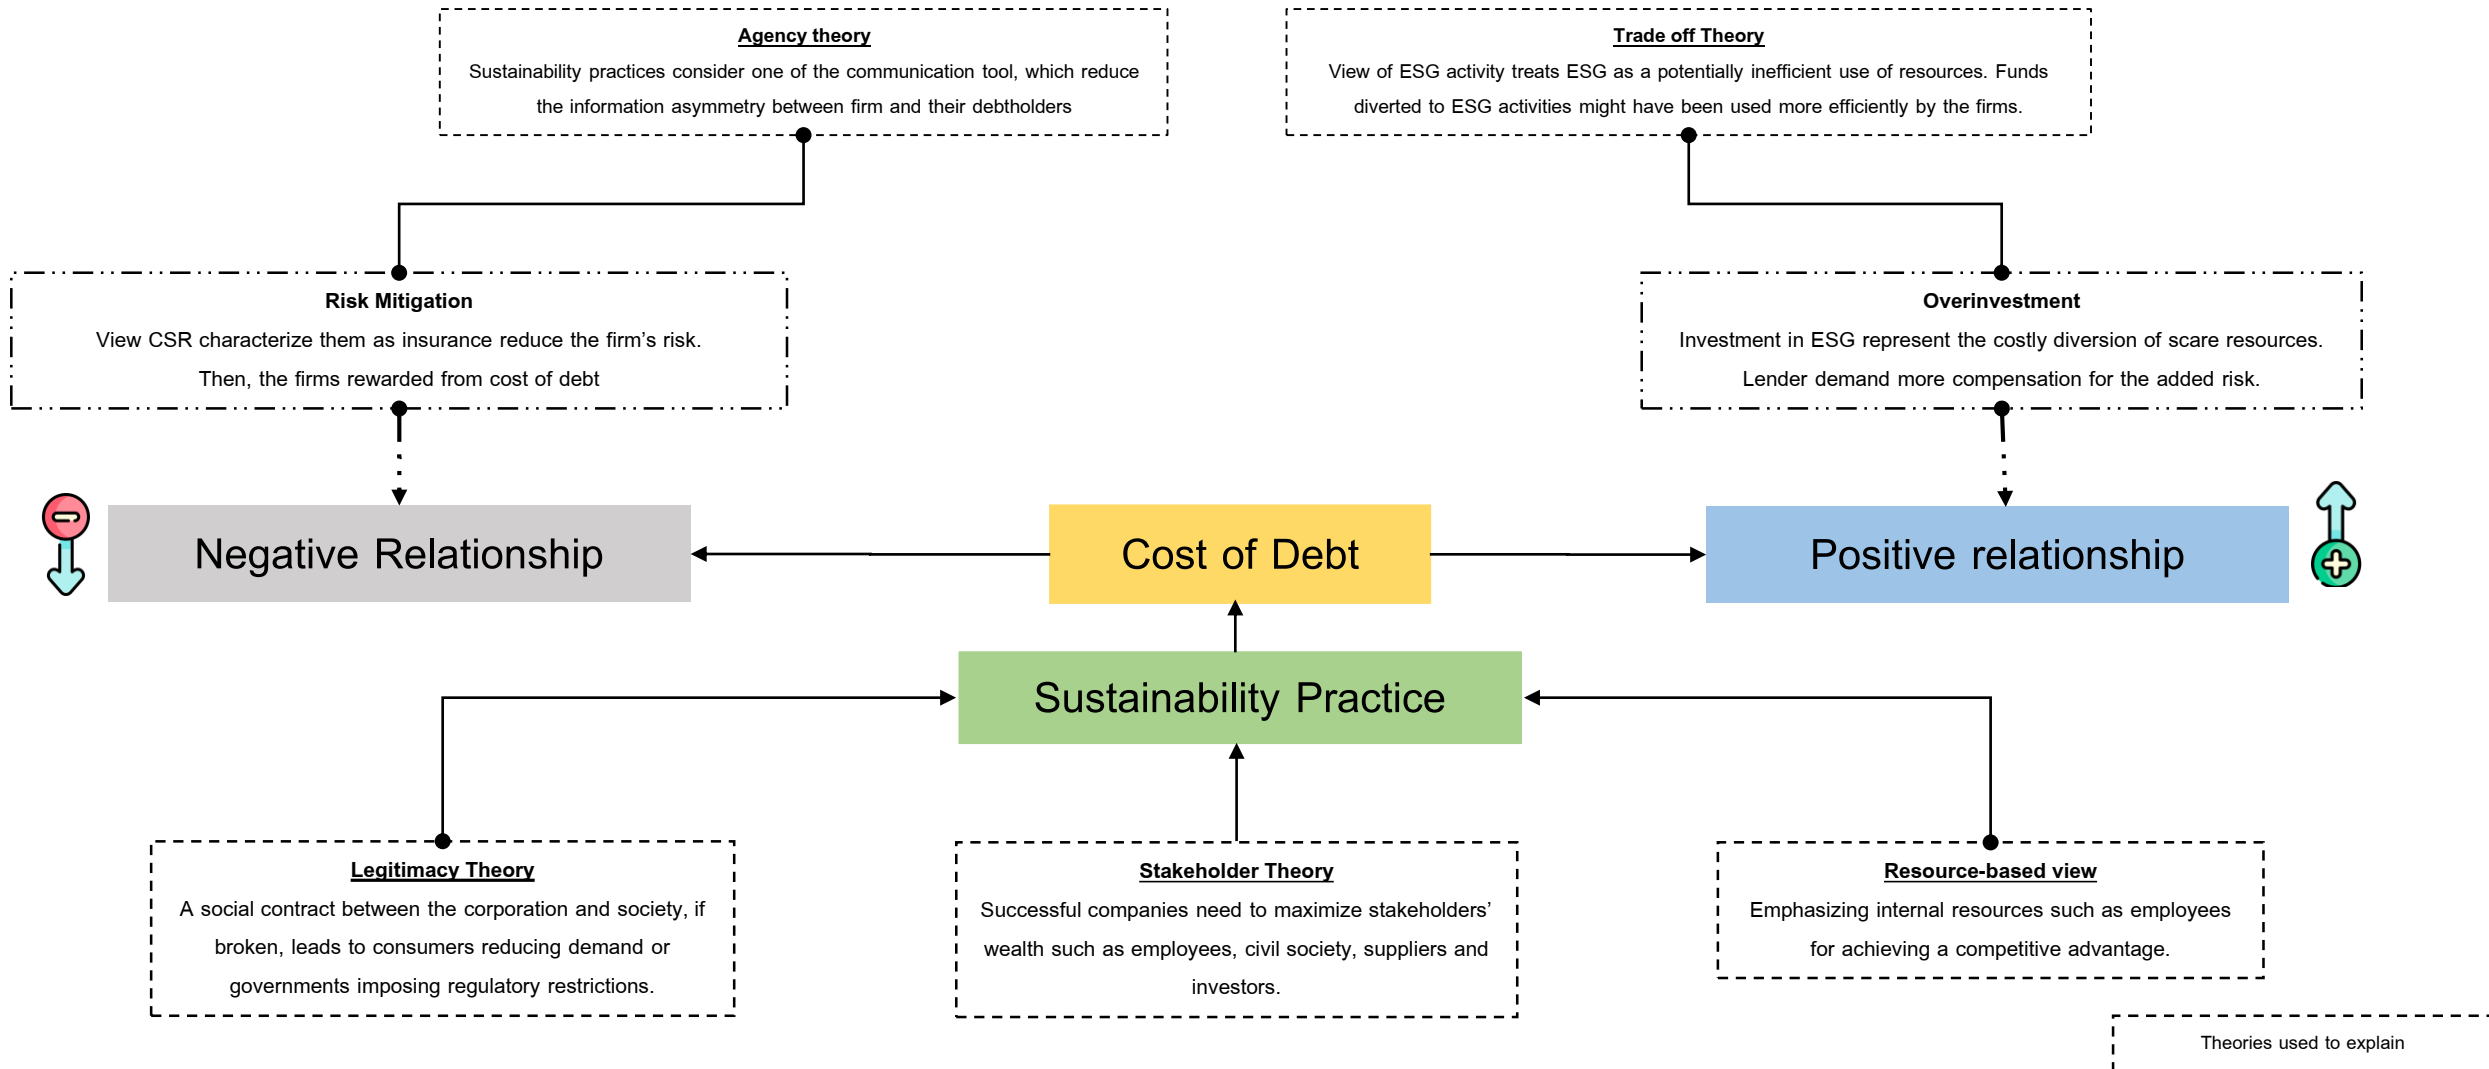 Agency theory
Sustainability practices consider one of the communication tool, which reduce
the information asymmetry between firm and their debtholders
Trade off Theory
View of ESG activity treats ESG as a potentially inefficient use of resources. Funds
diverted to ESG activities might have been used more efficiently by the firms.
Risk Mitigation
View CSR characterize them as insurance reduce the firm’s risk.
Then, the firms rewarded from cost of debt
Overinvestment
Investment in ESG represent the costly diversion of scare resources.
Lender demand more compensation for the added risk.
Negative Relationship
Cost of Debt
Positive relationship
Sustainability Practice
Legitimacy Theory
A social contract between the corporation and society, if
broken, leads to consumers reducing demand or
governments imposing regulatory restrictions.
Stakeholder Theory
Successful companies need to maximize stakeholders’
wealth such as employees, civil society, suppliers and
investors.
Resource-based view
Emphasizing internal resources such as employees
for achieving a competitive advantage.
Theories used to explain